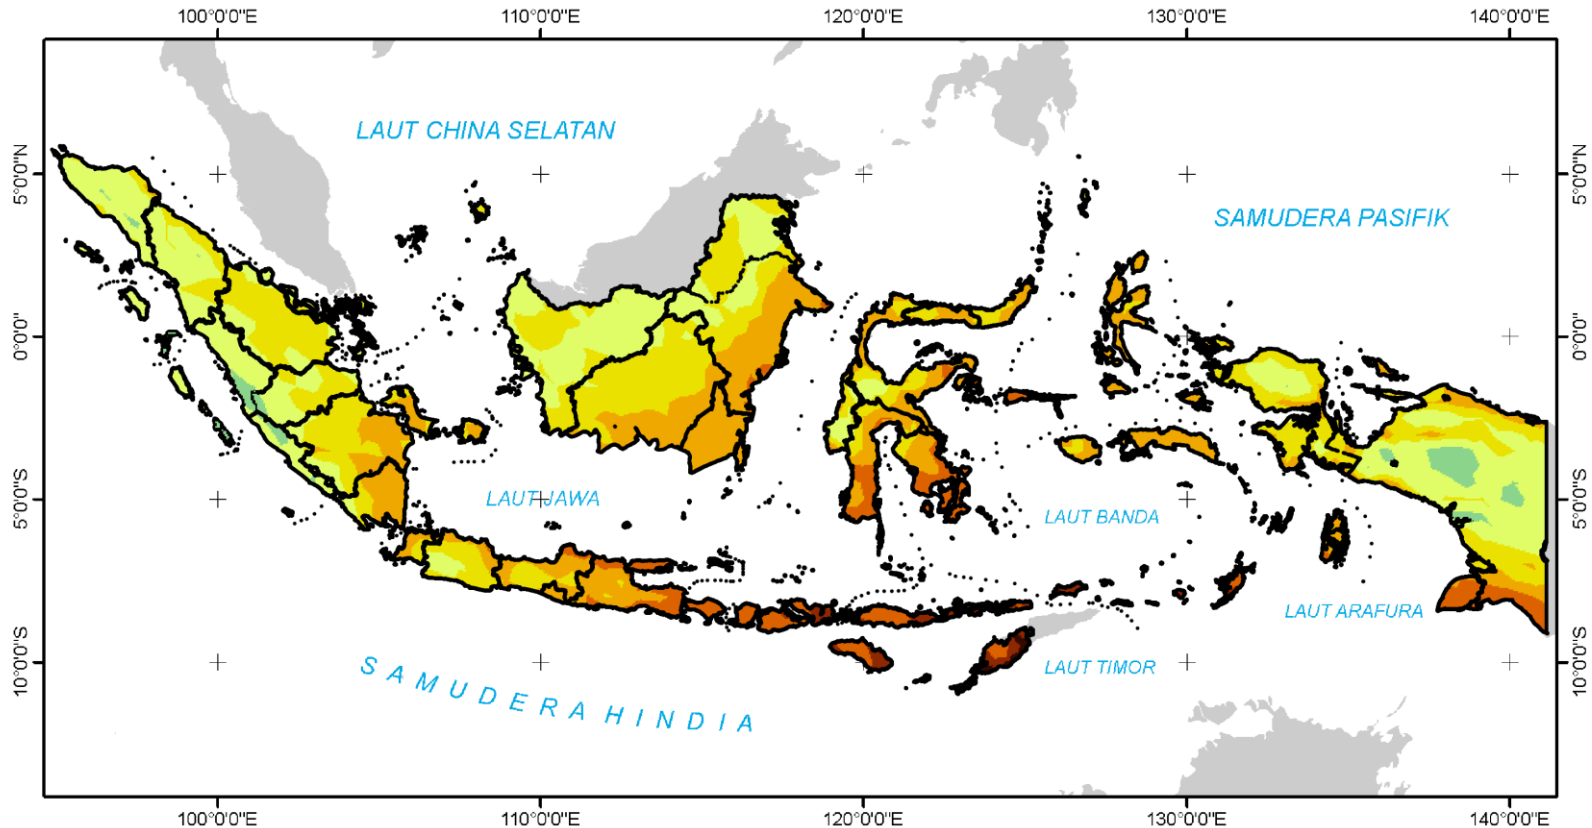 100°0'0"E 110°0'0"E 120°0'0"E 130°0'0"E 140°0'0"E
LAUT CHINA SELATAN
5°0'0"N 5°0'0"N
SAMUDERA PASIFIK
0°0'0" 0°0'0"
LAUT JAWA
5°0'0"S 5°0'0"S
LAUT BANDA
LAUT ARAFURA
10°0'0"S 10°0'0"S
LAUT TIMOR
SAMUDERA HINDIA
100°0'0"E 110°0'0"E 120°0'0"E 130°0'0"E 140°0'0"E